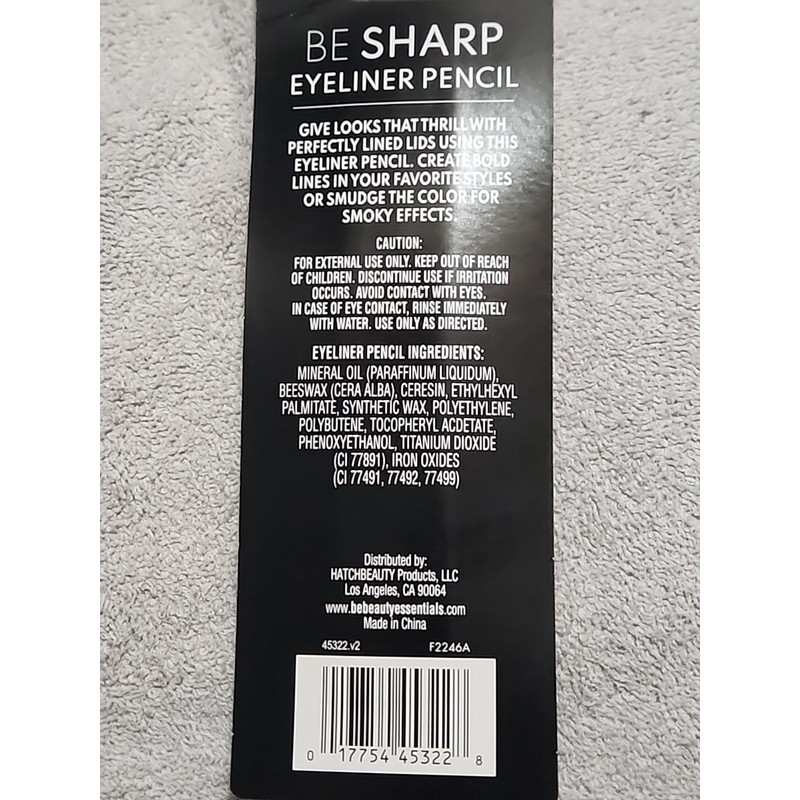 BE SHARP
EYELINER PENCIL
GIVE LOOKS THAT THRILL WITH
PERFECTLY LINED LIDS USING THIS
EYELINER PENCIL. CREATE BOLD
LINES IN YOUR FAVORITE STYLES
OR SMUDGE THE COLOR FOR
SMOKY EFFECTS.
CAUTION:
FOR EXTERNAL USE ONLY. KEEP OUT OF REACH
OF CHILDREN. DISCONTINUE USE IF IRRITATION
OCCURS. AVOID CONTACT WITH EYES.
IN CASE OF EYE CONTACT, RINSE IMMEDIATELY
WITH WATER. USE ONLY AS DIRECTED.
EYELINER PENCIL INGREDIENTS:
MINERAL OIL (PARAFFINUM LIQUIDUM),
BEESWAX (CERA ALBA), CERESIN, ETHYLHEXYL
PALMITATE, SYNTHETIC WAX, POLYETHYLENE,
POLYBUTENE, TOCOPHERYL ACDETATE,
PHENOXYETHANOL, TITANIUM DIOXIDE
(CI 77891), IRON OXIDES
(CI 77491, 77492, 77499)
Distributed by:
HATCHBEAUTY Products, LLC
Los Angeles, CA 90064
www.bebeautyessentials.com
Made in China
45322.v2 F2246A
0 17754 45322 8